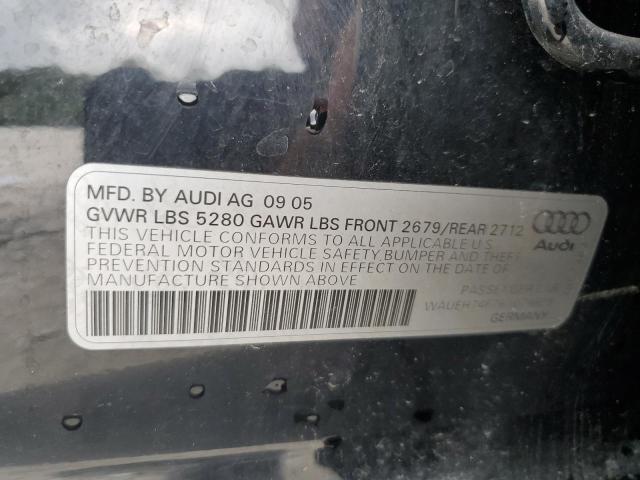 MFD. BY AUDI AG 09 05
GVWR LBS 5280 GAWR LBS FRONT 2679/REAR 2712
THIS VEHICLE CONFORMS TO ALL APPLICABLE U.S.
FEDERAL MOTOR VEHICLE SAFETY,BUMPER AND THEFT
PREVENTION STANDARDS IN EFFECT ON THE DATE OF
MANUFACTURE SHOWN ABOVE
Audi
GERMANY